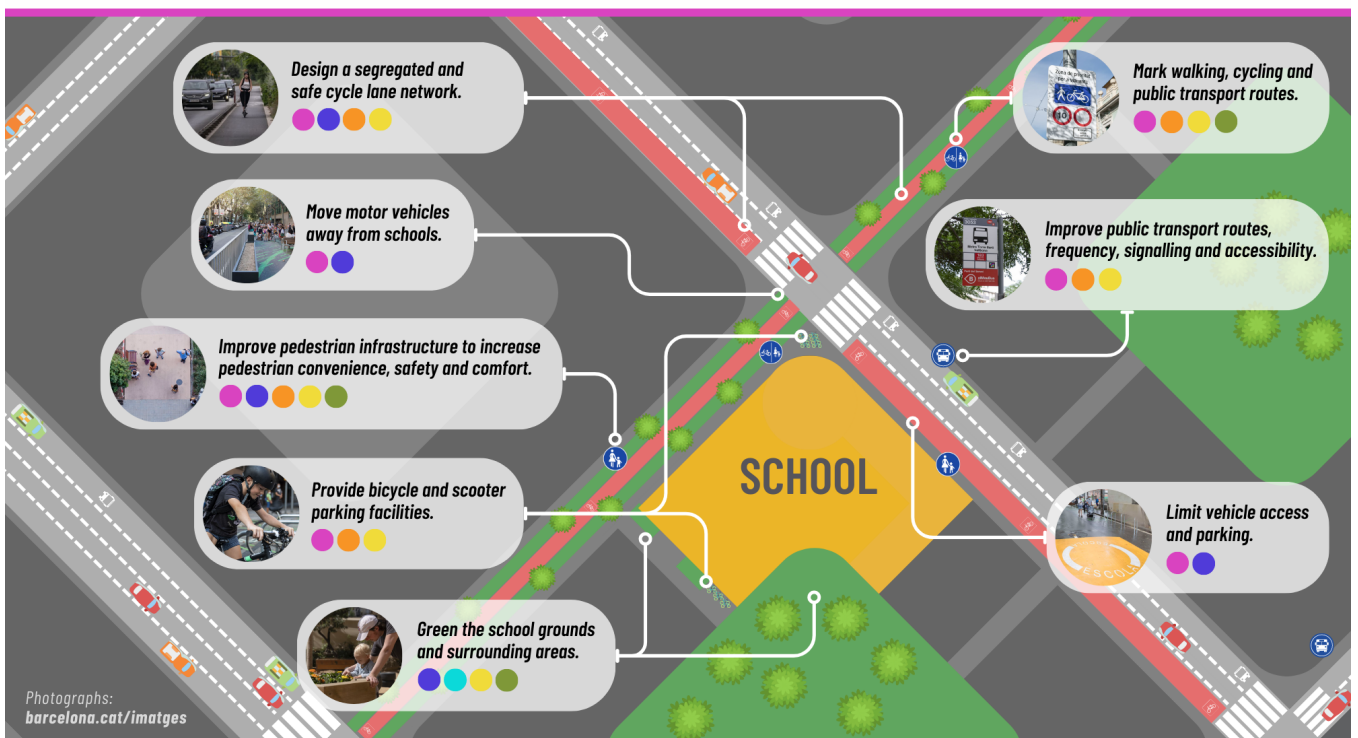 Design a segregated and
safe cycle lane network.
Mark walking, cycling and
public transport routes.
Move motor vehicles
away from schools.
Improve public transport routes,
frequency, signalling and accessibility.
Improve pedestrian infrastructure to increase
pedestrian convenience, safety and comfort.
SCHOOL
Provide bicycle and scooter
parking facilities.
Limit vehicle access
and parking.
ESCOLA
Green the school grounds
and surrounding areas.
Photographs:
barcelona.cat/imatges